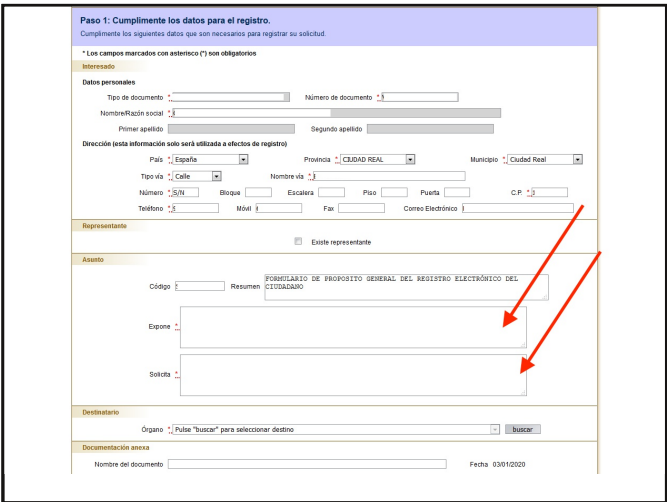 Paso 1: Cumplimente los datos para el registro.
Cumplimente los siguientes datos que son necesarios para registrar su solicitud.
* Los campos marcados con asterisco (*) son obligatorios
Interesado
Datos personales
Tipo de documento * Número de documento *
Nombre/Razón social *
Primer apellido Segundo apellido
Dirección (esta información solo será utilizada a efectos de registro)
País * España Provincia * CIUDAD REAL Municipio * Ciudad Real
Tipo vía * Calle Nombre vía *
Número * S/N Bloque Escalera Piso Puerta C.P. *
Teléfono * Móvil Fax Correo Electrónico
Representante
Existe representante
Asunto
Código Resumen FORMULARIO DE PROPOSITO GENERAL DEL REGISTRO ELECTRÓNICO DEL
CIUDADANO
Expone *
Solicita *
Destinatario
Órgano * Pulse "buscar" para seleccionar destino buscar
Documentación anexa
Nombre del documento Fecha 03/01/2020